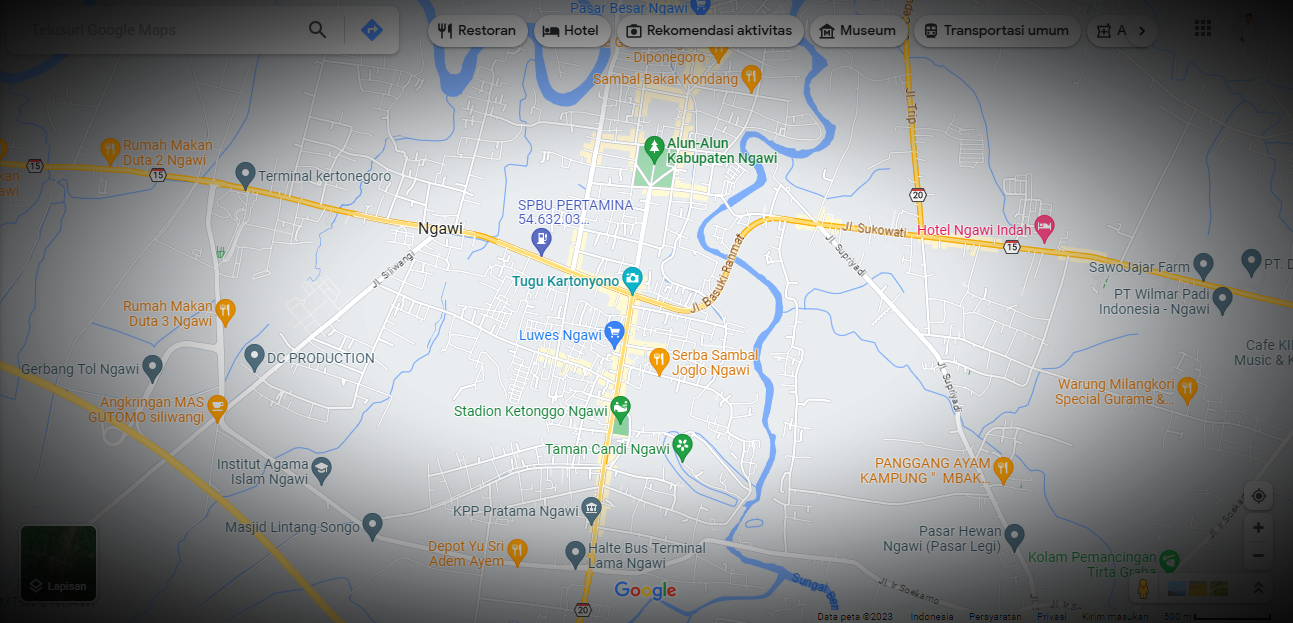 Pasar Besar Ngawi
Telusuri Google Maps
Restoran
Hotel
Rekomendasi aktivitas
Museum
Transportasi umum
A
- Diponegoro
Sambal Bakar Kondang
Jl. Trip
Rumah Makan
Duta 2 Ngawi
Alun-Alun
Kabupaten Ngawi
15
15
Terminal kertonegoro
20
SPBU PERTAMINA
54.632.03...
Ngawi
Jl. Sukowati
Hotel Ngawi Indah
15
Jl. Siliwangi
Jl. Basuki Rahmat
Jl. Supriyadi
SawoJajar Farm
PT. D
Tugu Kartonyono
PT Wilmar Padi
Indonesia - Ngawi
Rumah Makan
Duta 3 Ngawi
Luwes Ngawi
Cafe KI
Music & K
DC PRODUCTION
Serba Sambal
Joglo Ngawi
Gerbang Tol Ngawi
Jl. Supriyadi
Warung Milangkori
Special Gurame &...
Angkringan MAS
GUTOMO siliwangi
Stadion Ketonggo Ngawi
Taman Candi Ngawi
Institut Agama
Islam Ngawi
PANGGANG AYAM
KAMPUNG " MBAK...
KPP Pratama Ngawi
Masjid Lintang Songo
Jl. Ir Soekarno
Pasar Hewan
Ngawi (Pasar Legi)
Depot Yu Sri
Adem Ayem
Halte Bus Terminal
Lama Ngawi
Kolam Pemancingan
Tirta Graha
Lapisan
Google
Jl. Ir Soekarno
20
Data peta ©2023
Indonesia
Persyaratan
Privasi
Kirim masukan
500 m